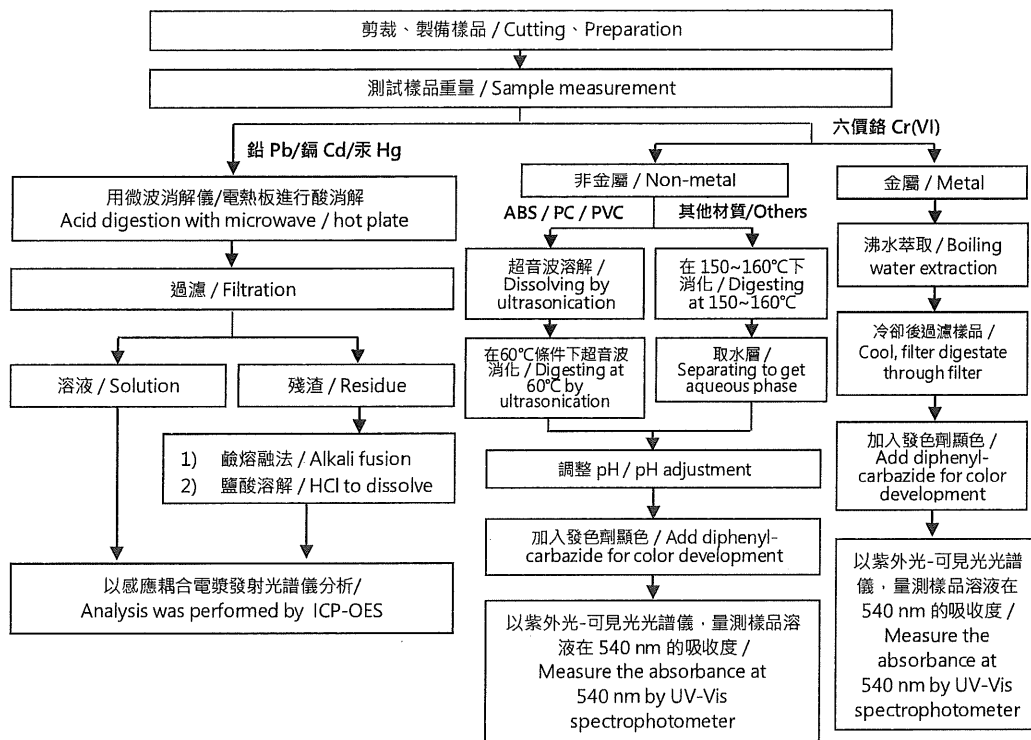 剪裁、製備樣品 / Cutting、Preparation
測試樣品重量 / Sample measurement
鉛 Pb/鎘 Cd/汞 Hg
六價鉻 Cr(VI)
用微波消解儀/電熱板進行酸消解
Acid digestion with microwave / hot plate
過濾 / Filtration
溶液 / Solution
殘渣 / Residue
1) 鹼熔融法 / Alkali fusion
2) 鹽酸溶解 / HCl to dissolve
以感應耦合電漿發射光譜儀分析/
Analysis was performed by ICP-OES
非金屬 / Non-metal
ABS / PC / PVC
其他材質/Others
超音波溶解 /
Dissolving by
ultrasonication
在60℃條件下超音波
消化 / Digesting at
60℃ by
ultrasonication
在 150~160℃下
消化 / Digesting
at 150~160℃
取水層 /
Separating to get
aqueous phase
調整 pH / pH adjustment
加入發色劑顯色 / Add diphenyl-
carbazide for color development
以紫外光-可見光光譜儀，量測樣品溶
液在 540 nm 的吸收度 /
Measure the absorbance at
540 nm by UV-Vis
spectrophotometer
金屬 / Metal
沸水萃取 / Boiling
water extraction
冷卻後過濾樣品 /
Cool, filter digestate
through filter
加入發色劑顯色 /
Add diphenyl-
carbazide for color
development
以紫外光-可見光光譜
儀，量測樣品溶液在
540 nm 的吸收度 /
Measure the
absorbance at
540 nm by UV-Vis
spectrophotometer